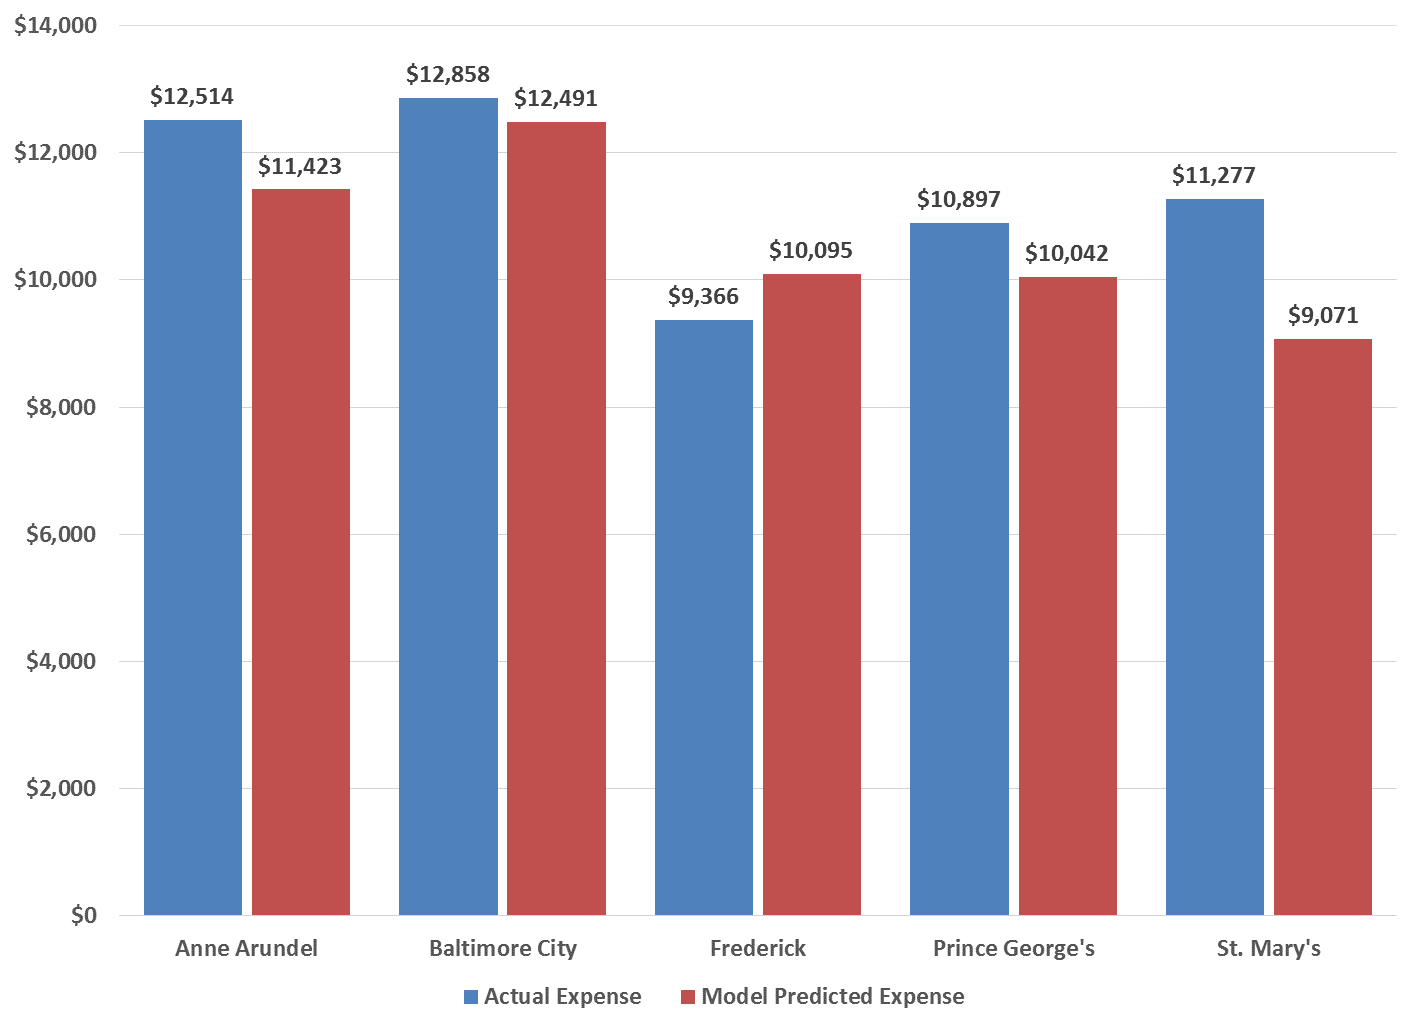 $14,000
$12,000
$10,000
$8,000
$6,000
$4,000
$2,000
$0
$12,514
$11,423
$12,858
$12,491
$9,366
$10,095
$10,897
$10,042
$11,277
$9,071
Anne Arundel
Baltimore City
Frederick
Prince George's
St. Mary's
Actual Expense
Model Predicted Expense